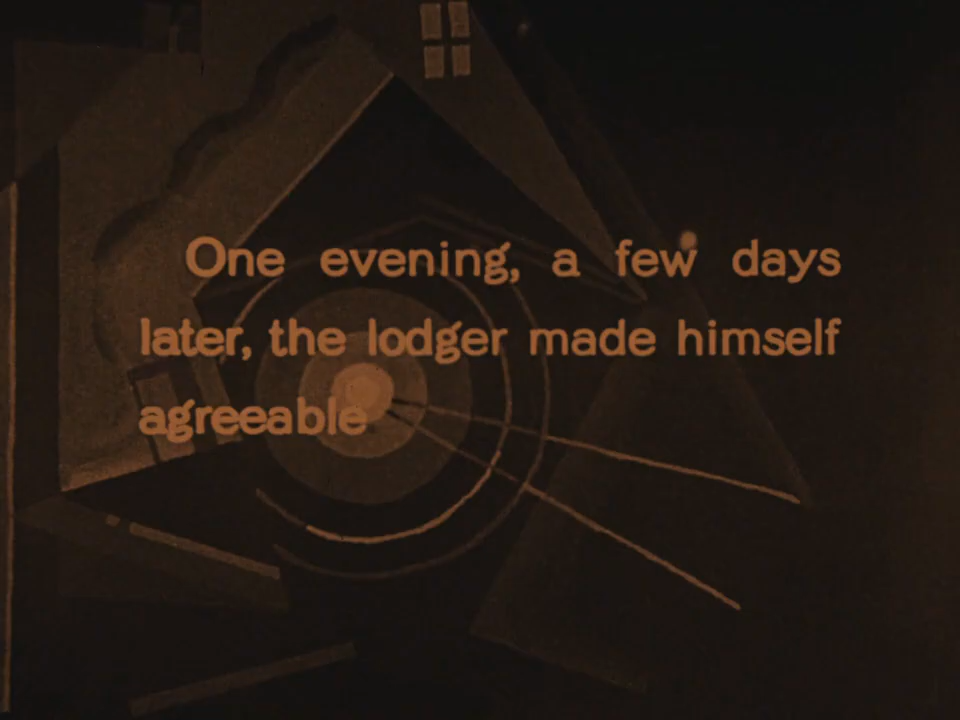 One evening, a few days
later, the lodger made himself
agreeable